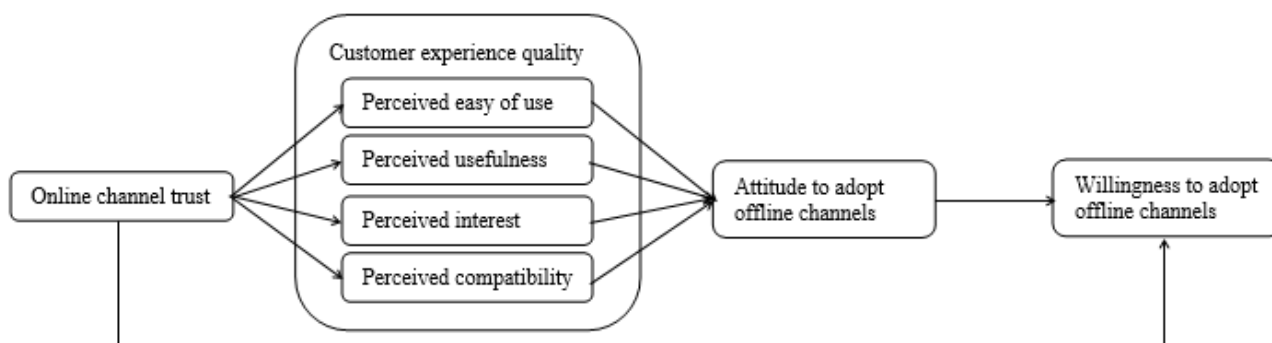 Customer experience quality
Perceived easy of use
Perceived usefulness
Online channel trust
Perceived interest
Perceived compatibility
Attitude to adopt
offline channels
Willingness to adopt
offline channels